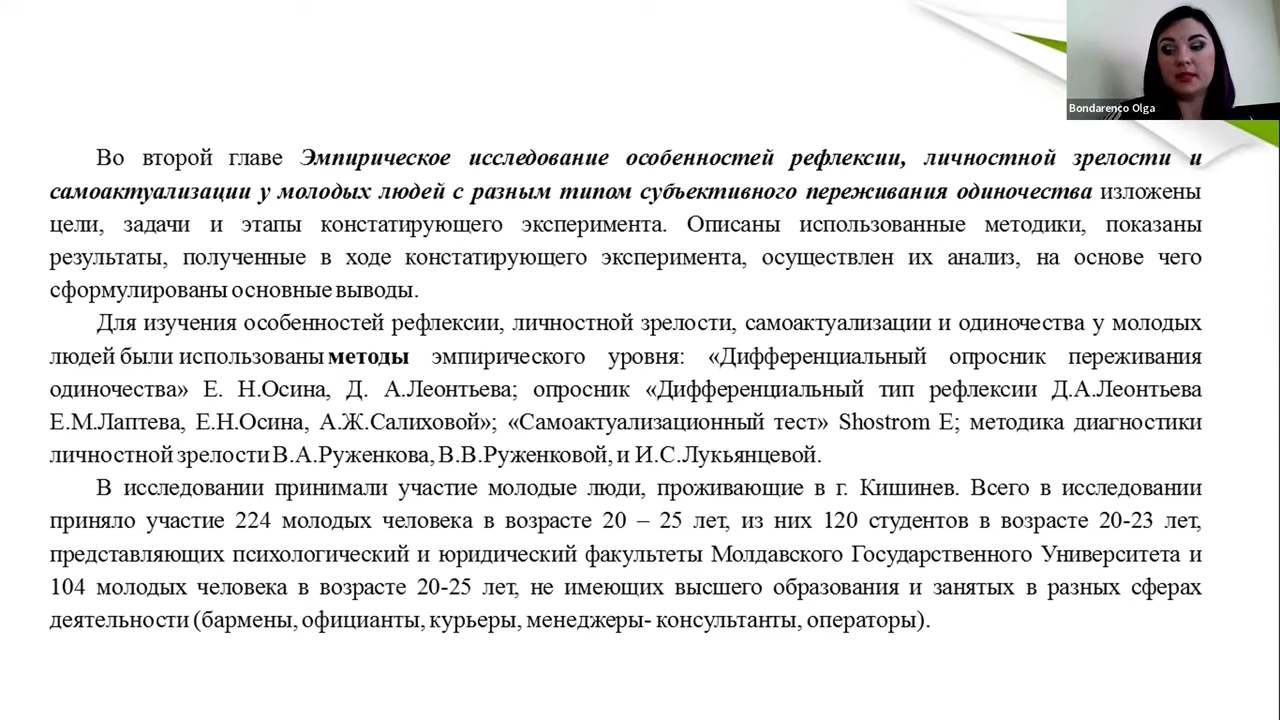 Bondarenco Olga
Во второй главе Эмпирическое исследование особенностей рефлексии, личностной зрелости и
самоактуализации у молодых людей с разным типом субъективного переживания одиночества изложены
цели, задачи и этапы констатирующего эксперимента. Описаны использованные методики, показаны
результаты, полученные в ходе констатирующего эксперимента, осуществлен их анализ, на основе чего
сформулированы основные выводы.
Для изучения особенностей рефлексии, личностной зрелости, самоактуализации и одиночества у молодых
людей были использованы методы эмпирического уровня: «Дифференциальный опросник переживания
одиночества» Е. Н.Осина, Д. А.Леонтьева; опросник «Дифференциальный тип рефлексии Д.А.Леонтьева
Е.М.Лаптева, Е.Н.Осина, А.Ж.Салиховой»; «Самоактуализационный тест» Shostrom E; методика диагностики
личностной зрелости В.А.Руженкова, В.В.Руженковой, и И.С.Лукьянцевой.
В исследовании принимали участие молодые люди, проживающие в г. Кишинев. Всего в исследовании
приняло участие 224 молодых человека в возрасте 20 – 25 лет, из них 120 студентов в возрасте 20-23 лет,
представляющих психологический и юридический факультеты Молдавского Государственного Университета и
104 молодых человека в возрасте 20-25 лет, не имеющих высшего образования и занятых в разных сферах
деятельности (бармены, официанты, курьеры, менеджеры- консультанты, операторы).